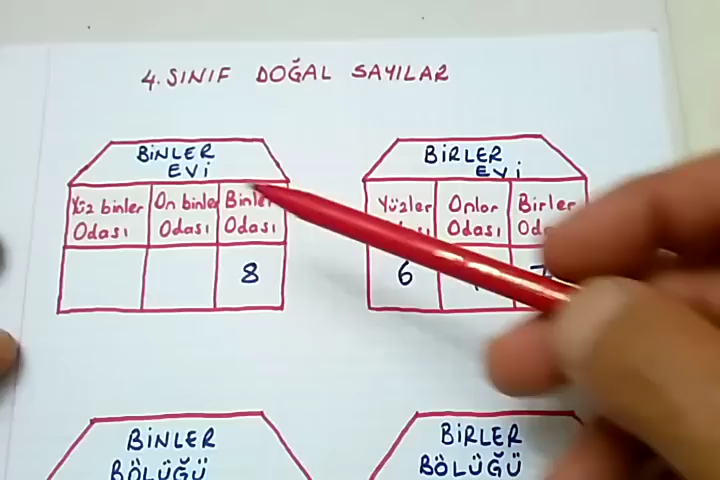 4. SINIF DOĞAL SAYILAR
BİNLER
EVİ
BİRLER
EVİ
Yüz binler
Odası
On binler
Odası
Binler
Odası
Yüzler
Onlar
Odası
Birler
8
6
BİNLER
BÖLÜĞÜ
BİRLER
BÖLÜĞÜ